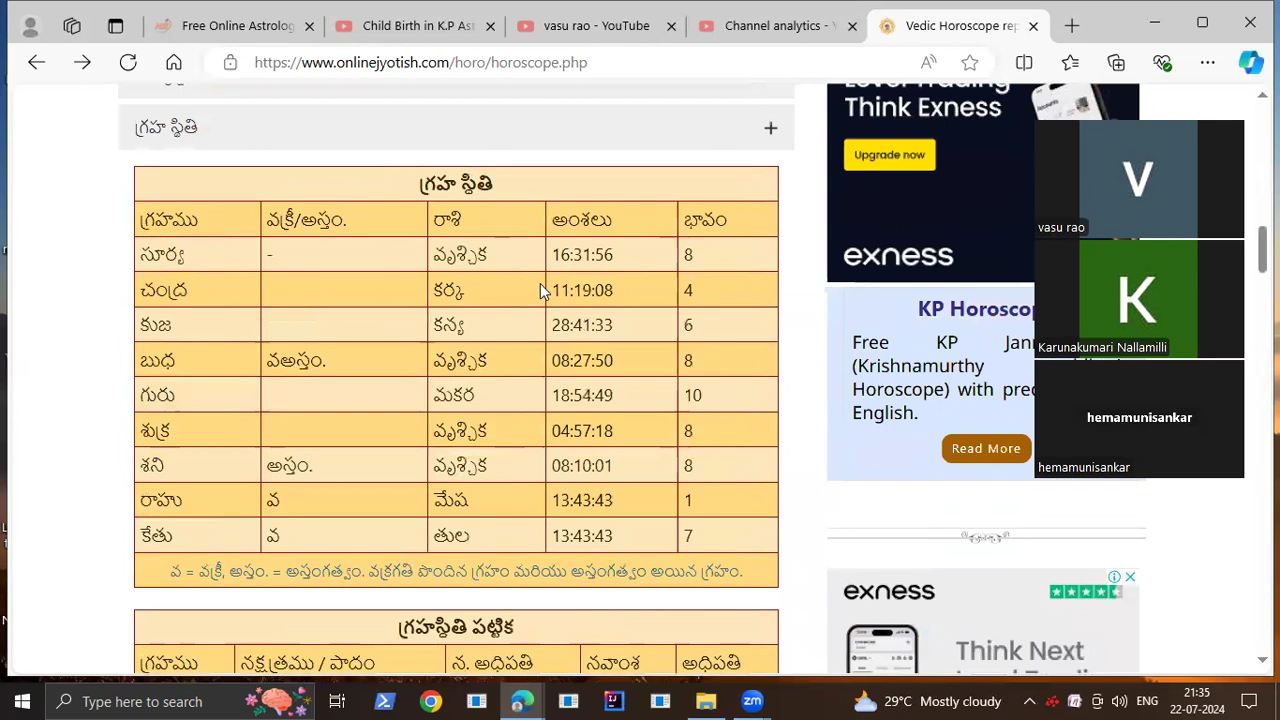 Free Online Astrolog
Child Birth in K.P As
vasu rao - YouTube
Channel analytics - V
Vedic Horoscope rep
https://www.onlinejyotish.com/horo/horoscope.php
గ్రహ స్థితి
గ్రహ స్థితి
గ్రహము వక్రీ/అస్తం. రాశి అంశలు భావం
సూర్య - వృశ్చిక 16:31:56 8
చంద్ర కర్క 11:19:08 4
కుజ కన్య 28:41:33 6
బుధ వఅస్తం. వృశ్చిక 08:27:50 8
గురు మకర 18:54:49 10
శుక్ర వృశ్చిక 04:57:18 8
శని అస్తం. వృశ్చిక 08:10:01 8
రాహు వ మేష 13:43:43 1
కేతు వ తుల 13:43:43 7
వ = వక్రీ, అస్తం. = అస్తంగత్వం. వక్రగతి పొందిన గ్రహం మరియు అస్తంగత్వం అయిన గ్రహం.
గ్రహస్థితి పట్టిక
గ్రహము నక్షత్రము / పాదం న. అధిపతి నవాంశ అధిపతి
Think Exness
Upgrade now
exness
KP Horosco
Free KP Jan
(Krishnamurthy
Horoscope) with pre
English.
Read More
exness
Think Next
V
vasu rao
K
Karunakumari Nallamilli
hemamunisankar
hemamunisankar
Type here to search
29°C Mostly cloudy
ENG
21:35
22-07-2024